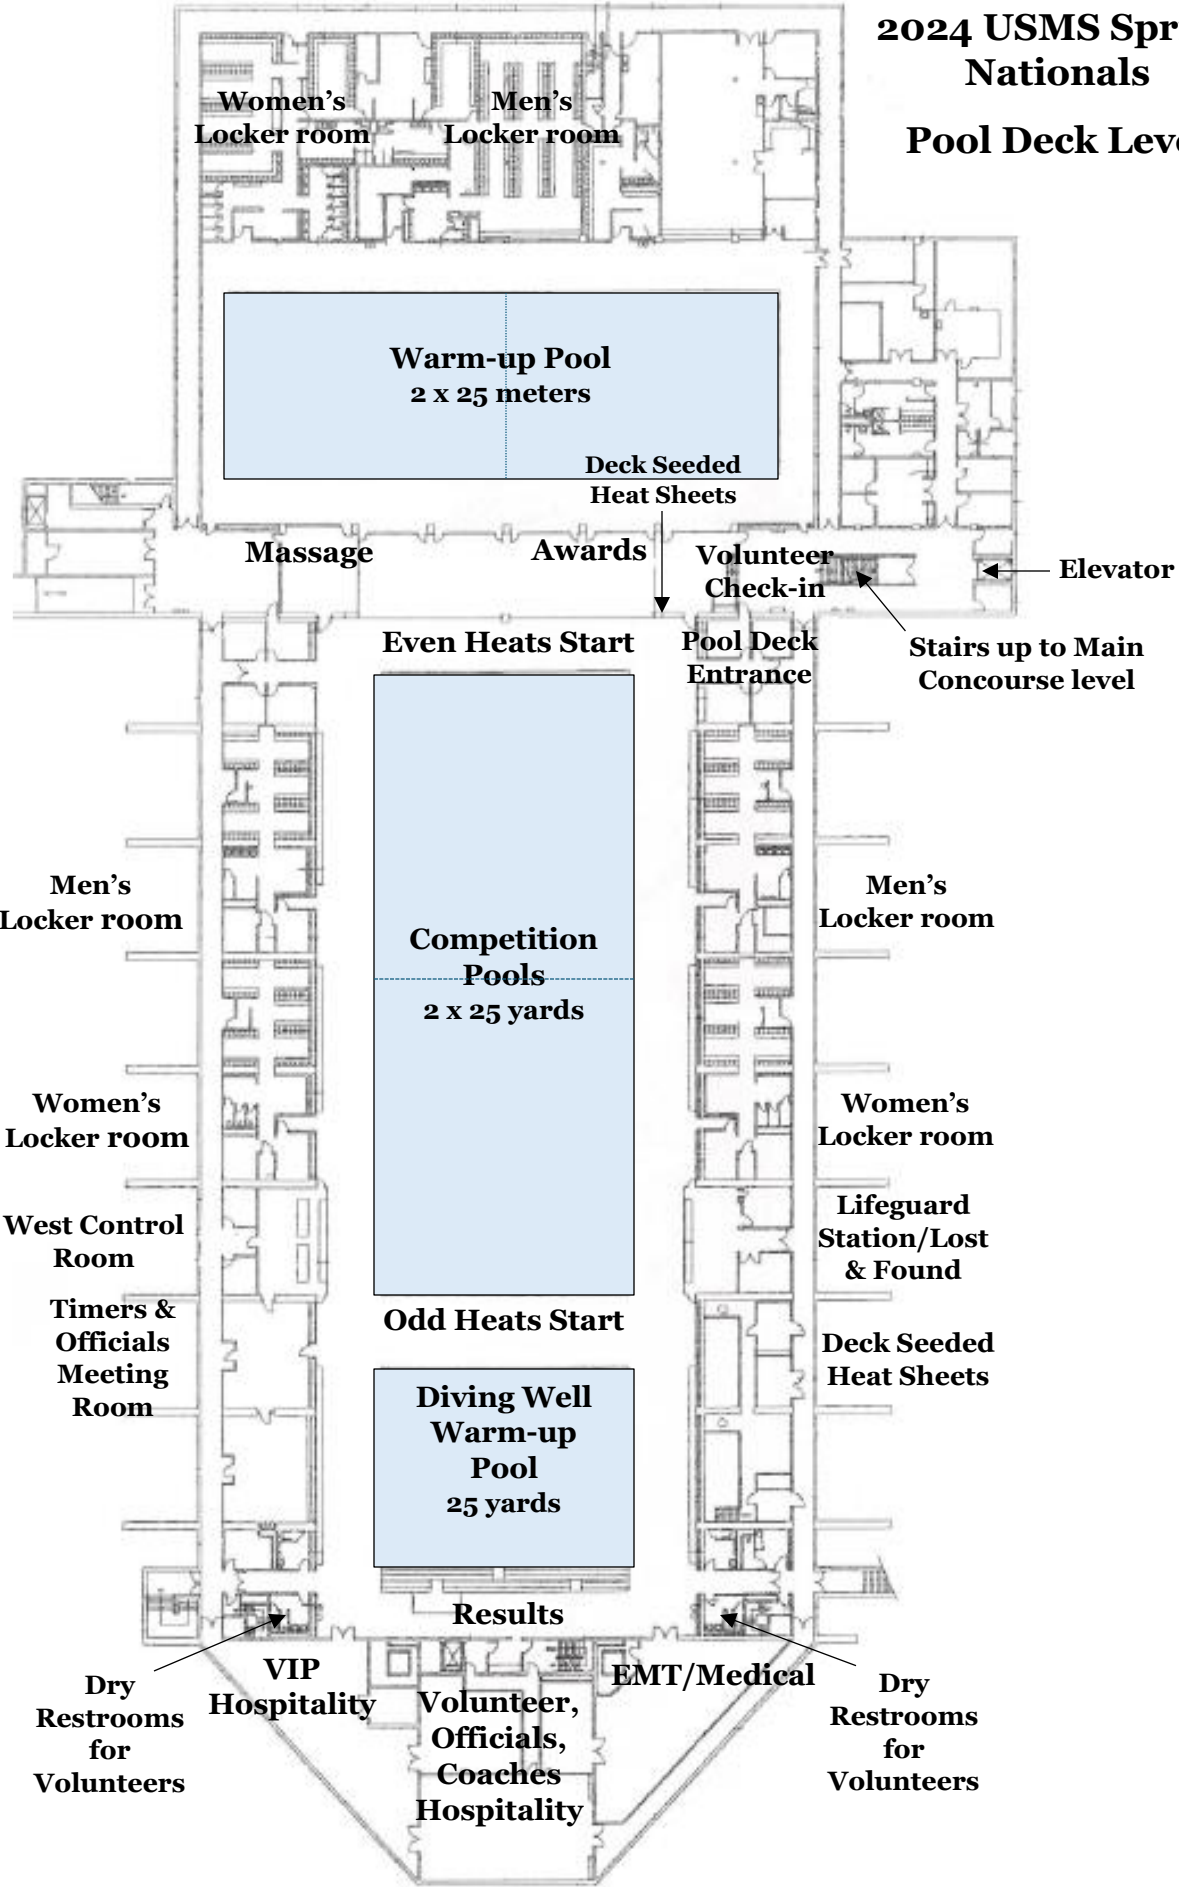 2024 USMS Spr
Nationals
Pool Deck Leve
Women's
Locker room
Men's
Locker room
Warm-up Pool
2 x 25 meters
Deck Seeded
Heat Sheets
Massage
Awards
Volunteer
Check-in
Elevator
Even Heats Start
Pool Deck
Entrance
Stairs up to Main
Concourse level
Men's
Locker room
Competition
Pools
2 x 25 yards
Men's
Locker room
Women's
Locker room
Women's
Locker room
West Control
Room
Lifeguard
Station/Lost
& Found
Timers &
Officials
Meeting
Room
Odd Heats Start
Deck Seeded
Heat Sheets
Diving Well
Warm-up
Pool
25 yards
Results
Dry
Restrooms
for
Volunteers
VIP
Hospitality
Volunteer,
Officials,
Coaches
Hospitality
EMT/Medical
Dry
Restrooms
for
Volunteers